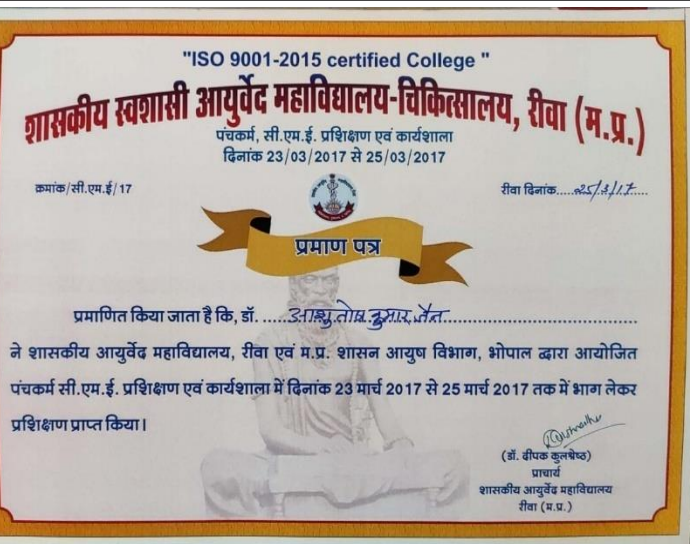 "ISO 9001-2015 certified College "
शासकीय स्वशासी आयुर्वेद महाविद्यालय-चिकित्सालय, रीवा (म.प्र.)
पंचकर्म, सी.एम.ई. प्रशिक्षण एवं कार्यशाला
दिनांक 23/03/2017 से 25/03/2017
क्रमांक/सी.एम.ई/17
रीवा दिनांक.....25/3/17.....
प्रमाण पत्र
प्रमाणित किया जाता है कि, डॉ. .....आशुतोष कुमार जैन.....
ने शासकीय आयुर्वेद महाविद्यालय, रीवा एवं म.प्र. शासन आयुष विभाग, भोपाल द्वारा आयोजित
पंचकर्म सी.एम.ई. प्रशिक्षण एवं कार्यशाला में दिनांक 23 मार्च 2017 से 25 मार्च 2017 तक में भाग लेकर
प्रशिक्षण प्राप्त किया।
(डॉ. दीपक कुलश्रेष्ठ)
प्राचार्य
शासकीय आयुर्वेद महाविद्यालय
रीवा (म.प्र.)